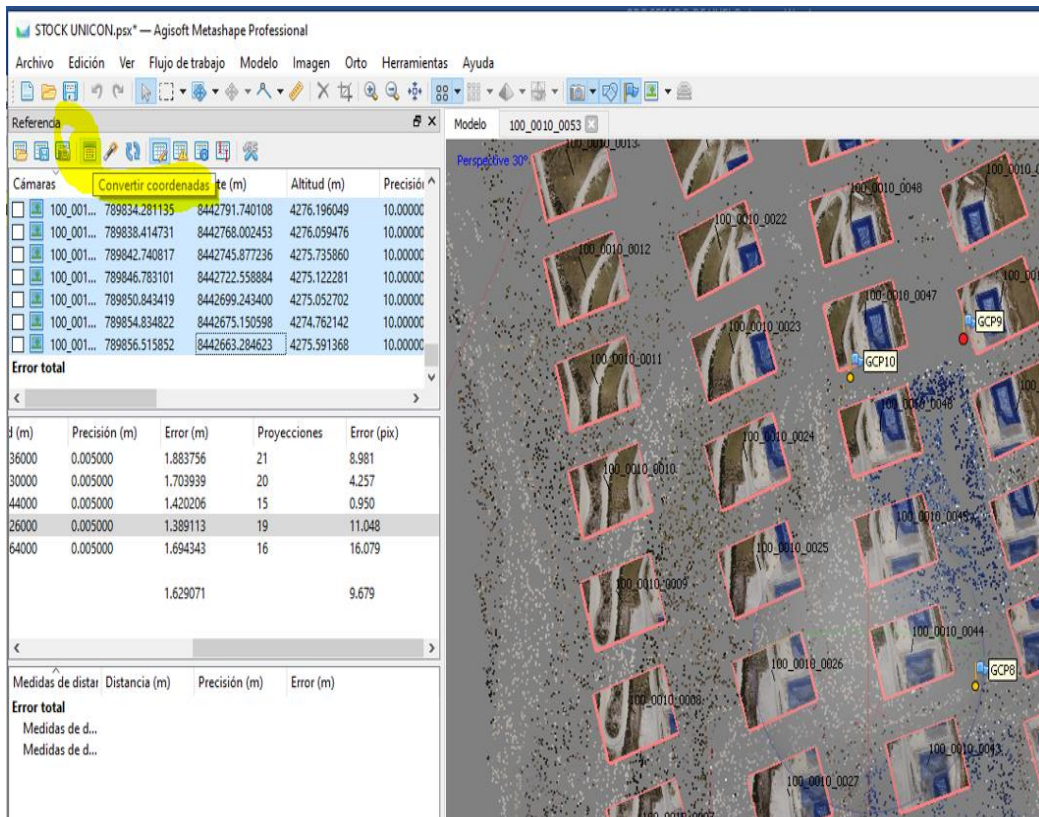 STOCK UNICON.psx* — Agisoft Metashape Professional
Archivo Edición Ver Flujo de trabajo Modelo Imagen Orto Herramientas Ayuda
Referencia
Modelo 100_0010_0053
Perspective 30°
Cámaras Convertir coordenadas te (m) Altitud (m) Precisión
100_001... 789834.281135 8442791.740108 4276.196049 10.00000
100_001... 789838.414731 8442768.002453 4276.059476 10.00000
100_001... 789842.740817 8442745.877236 4275.735860 10.00000
100_001... 789846.783101 8442722.558884 4275.122281 10.00000
100_001... 789850.843419 8442699.243400 4275.052702 10.00000
100_001... 789854.834822 8442675.150598 4274.762142 10.00000
100_001... 789856.515852 8442663.284623 4275.591368 10.00000
Error total
d (m) Precisión (m) Error (m) Proyecciones Error (pix)
36000 0.005000 1.883756 21 8.981
30000 0.005000 1.703939 20 4.257
44000 0.005000 1.420206 15 0.950
26000 0.005000 1.389113 19 11.048
64000 0.005000 1.694343 16 16.079
1.629071 9.679
Medidas de distar Distancia (m) Precisión (m) Error (m)
Error total
Medidas de d...
Medidas de d...
100_0010_0013
100_0010_0048
100_0010_0022
100_0010_0012
100_0010_0047
GCP9
100_0010_0023
GCP10
100_0010_0011
100_0010_0046
100_0010_0024
100_0010_0010
100_0010_0045
100_0010_0025
100_0010_0009
100_0010_0044
100_0010_0026
GCP8
100_0010_0008
100_0010_0043
100_0010_0027
100_0010_0007